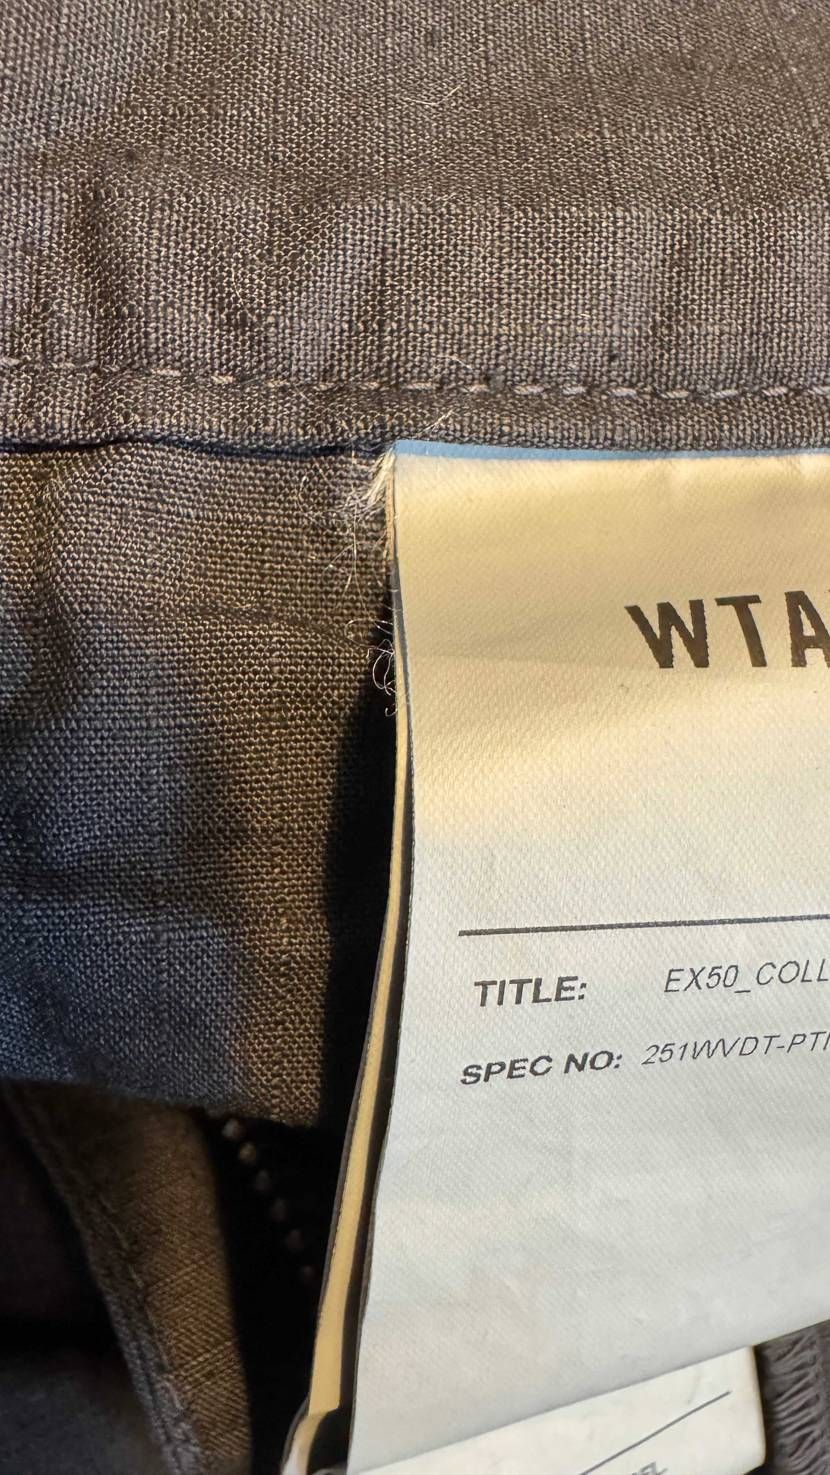 WTA
TITLE: EX50_COLL
SPEC NO: 251WVDT-PT